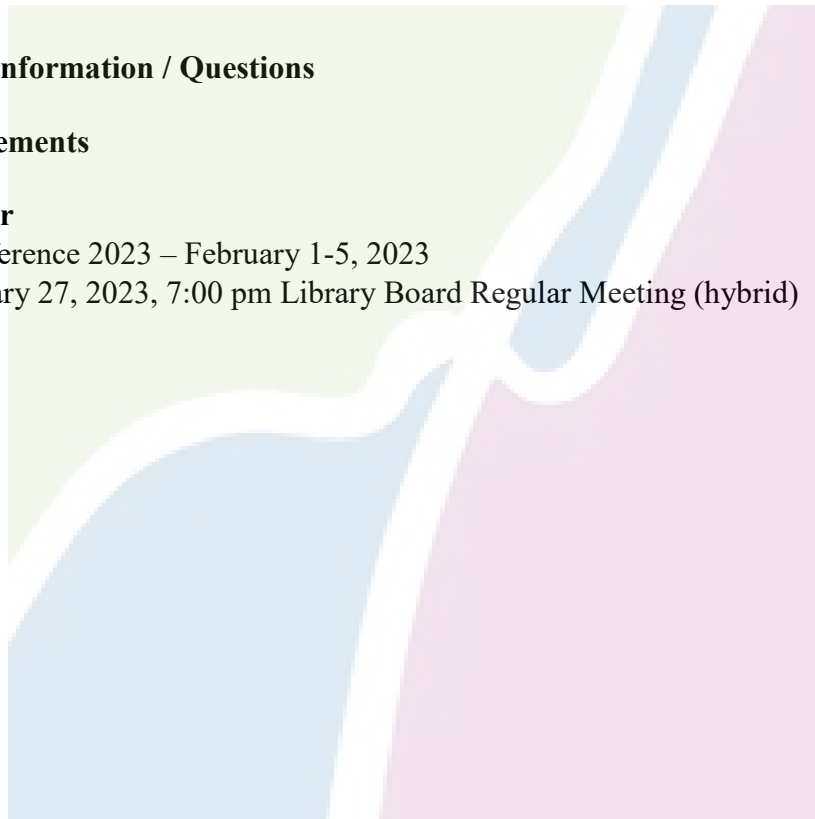 nformation / Questions
ements
r
erence 2023 – February 1-5, 2023
ry 27, 2023, 7:00 pm Library Board Regular Meeting (hybrid)